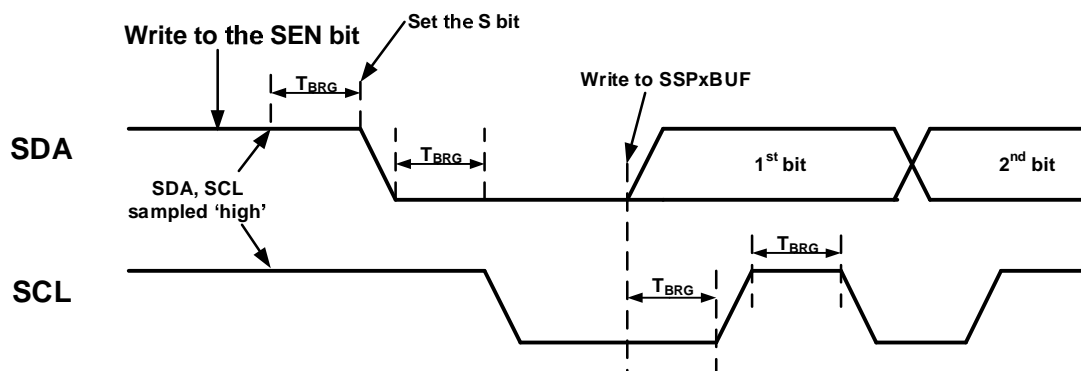 Write to the SEN bit
Set the S bit
TBRG
Write to SSPxBUF
SDA
TBRG
1st bit
2nd bit
SDA, SCL
sampled ‘high’
TBRG
SCL
TBRG